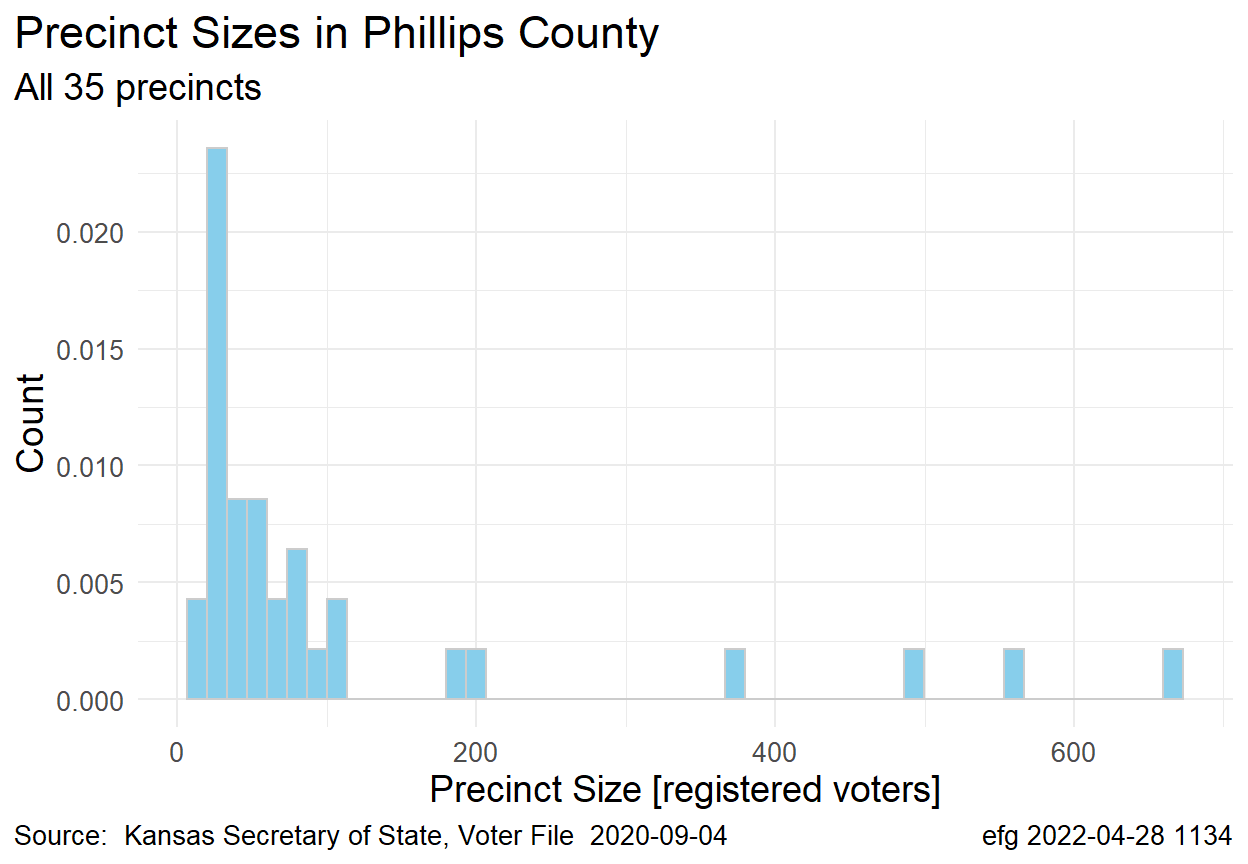 Precinct Sizes in Phillips County
All 35 precincts
Count
0.020
0.015
0.010
0.005
0.000
0 200 400 600
Precinct Size [registered voters]
Source:  Kansas Secretary of State, Voter File  2020-09-04
efg 2022-04-28 1134